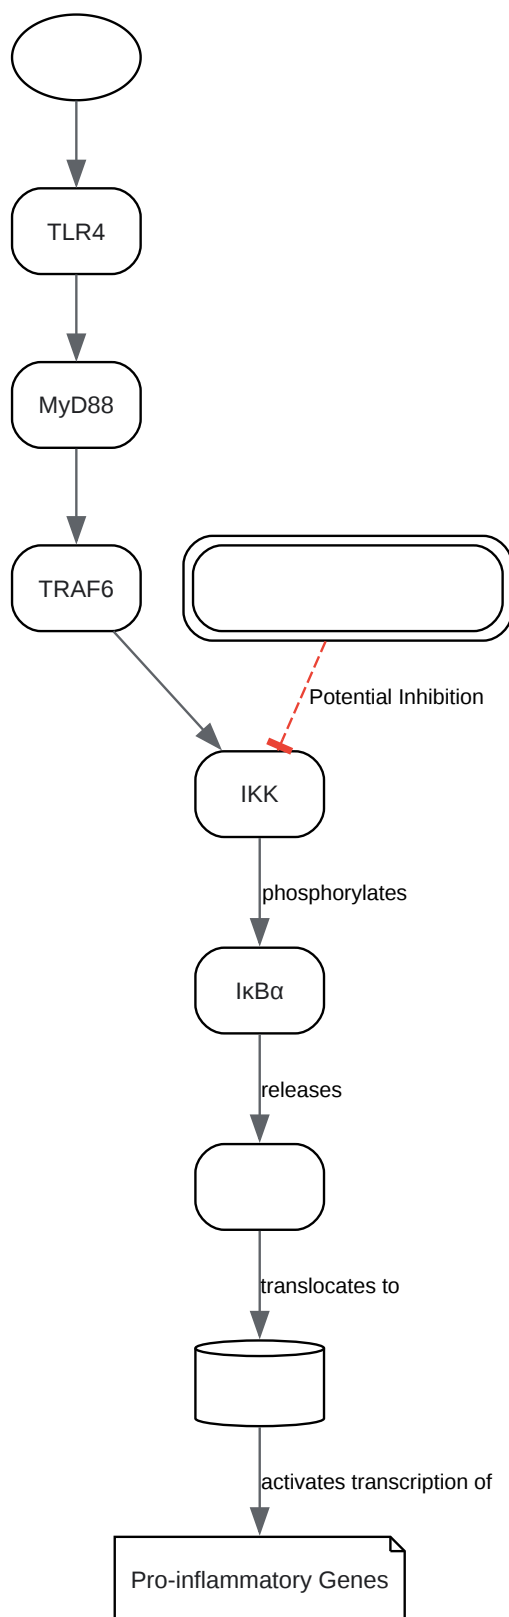 TLR4
MyD88
TRAF6
Potential Inhibition
IKK
phosphorylates
IκBα
releases
translocates to
activates transcription of
Pro-inflammatory Genes